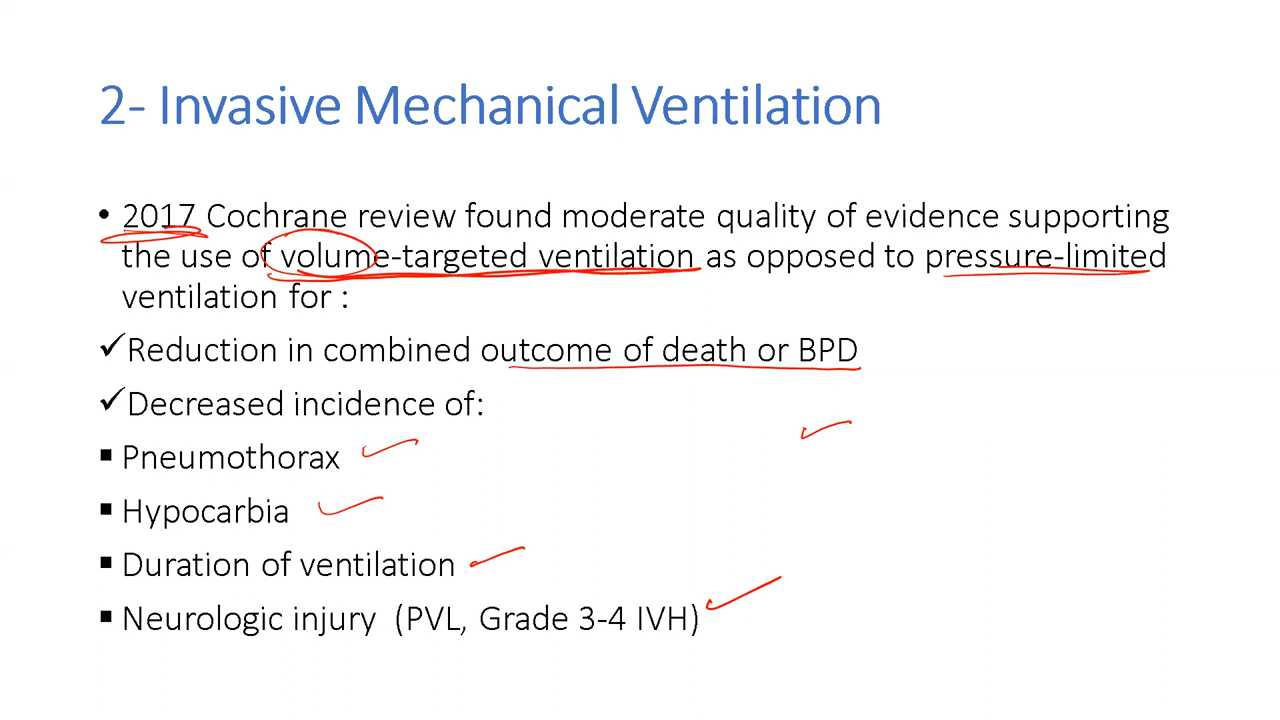 2- Invasive Mechanical Ventilation
• 2017 Cochrane review found moderate quality of evidence supporting
the use of volume-targeted ventilation as opposed to pressure-limited
ventilation for :
✓Reduction in combined outcome of death or BPD
✓Decreased incidence of:
▪ Pneumothorax
▪ Hypocarbia
▪ Duration of ventilation
▪ Neurologic injury (PVL, Grade 3-4 IVH)